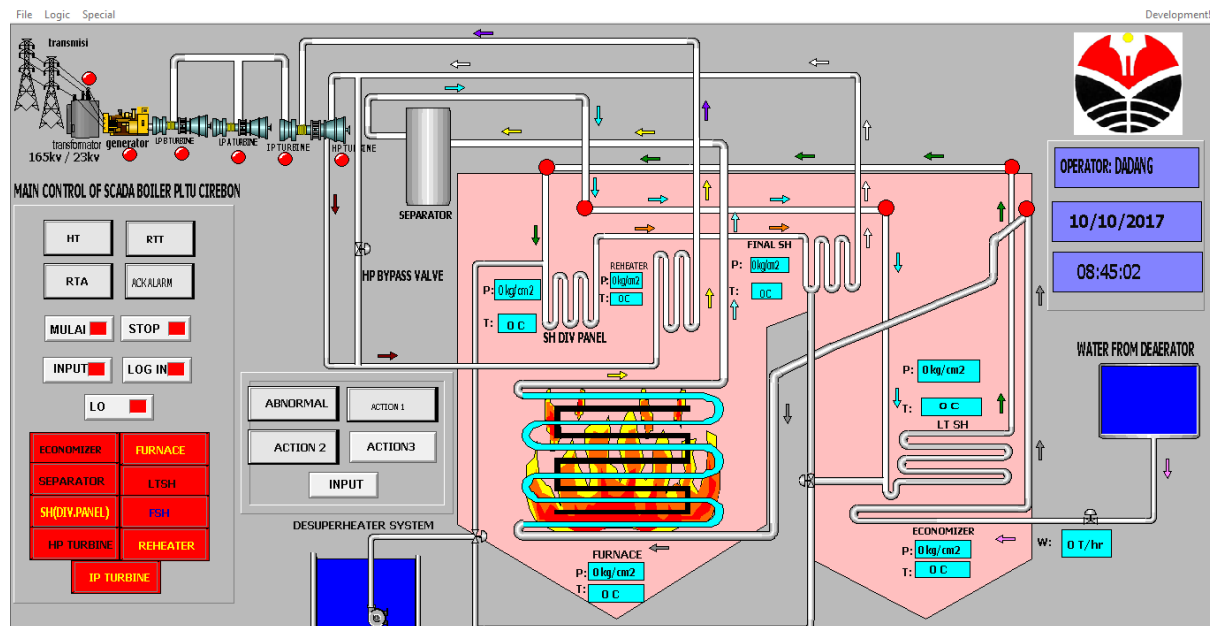 File Logic Special
Development!
transmisi
transformator
165kv / 23kv
generator
LP B TURBINE
LP A TURBINE
IP TURBINE
HP TURBINE
SEPARATOR
MAIN CONTROL OF SCADA BOILER PLTU CIREBON
HT
RTT
RTA
ACK ALARM
MULAI
STOP
INPUT
LOG IN
LO
ECONOMIZER
FURNACE
SEPARATOR
LTSH
SH(DIV.PANEL)
FSH
HP TURBINE
REHEATER
IP TURBINE
HP BYPASS VALVE
ABNORMAL
ACTION 1
ACTION 2
ACTION3
INPUT
DESUPERHEATER SYSTEM
P: 0 kg/cm2
T: 0 C
SH DIV PANEL
REHEATER
P: 0 kg/cm2
T: 0 C
FINAL SH
P: 0 kg/cm2
T: 0 C
P: 0 kg/cm2
T: 0 C
LT SH
FURNACE
P: 0 kg/cm2
T: 0 C
ECONOMIZER
P: 0 kg/cm2
T: 0 C
W: 0 T/hr
OPERATOR: DADANG
10/10/2017
08:45:02
WATER FROM DEAERATOR